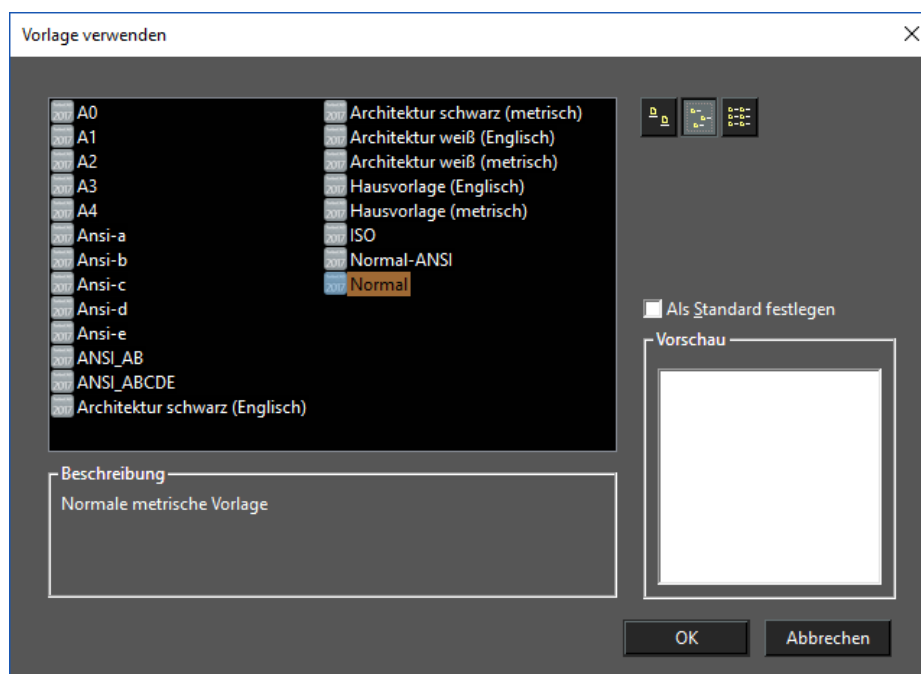 Vorlage verwenden
A0
A1
A2
A3
A4
Ansi-a
Ansi-b
Ansi-c
Ansi-d
Ansi-e
ANSI_AB
ANSI_ABCDE
Architektur schwarz (Englisch)
Architektur schwarz (metrisch)
Architektur weiß (Englisch)
Architektur weiß (metrisch)
Hausvorlage (Englisch)
Hausvorlage (metrisch)
ISO
Normal-ANSI
Normal
Als Standard festlegen
Vorschau
Beschreibung
Normale metrische Vorlage
OK
Abbrechen